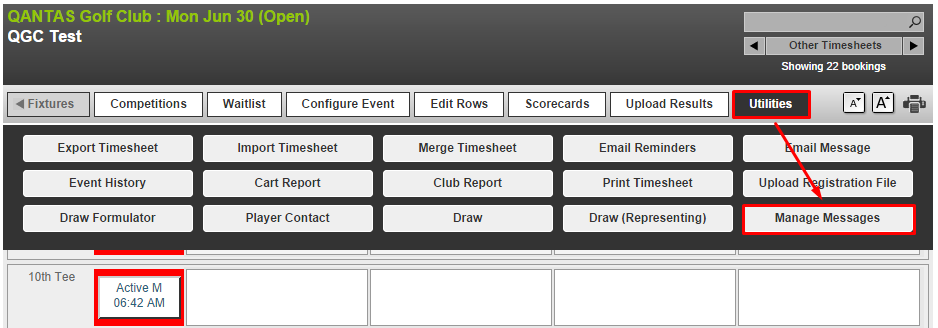 QANTAS Golf Club : Mon Jun 30 (Open)
QGC Test
Other Timesheets
Showing 22 bookings
Fixtures Competitions Waitlist Configure Event Edit Rows Scorecards Upload Results Utilities A A
Export Timesheet Import Timesheet Merge Timesheet Email Reminders Email Message
Event History Cart Report Club Report Print Timesheet Upload Registration File
Draw Formulator Player Contact Draw Draw (Representing) Manage Messages
10th Tee
Active M
06:42 AM